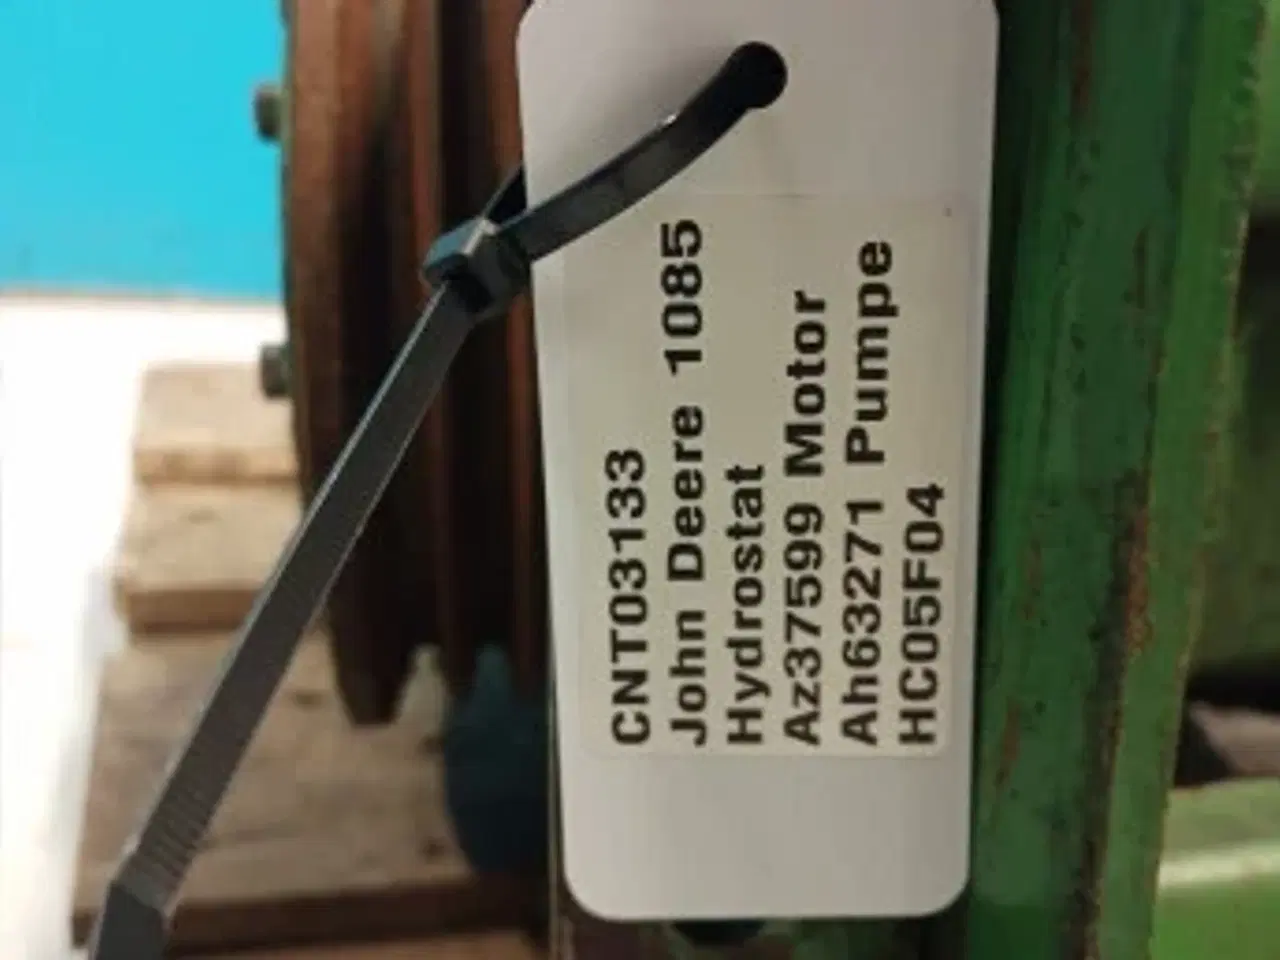 CNT03133
John Deere 1085
Hydrostat
Az37599 Motor
Ah63271 Pumpe
HC05F04